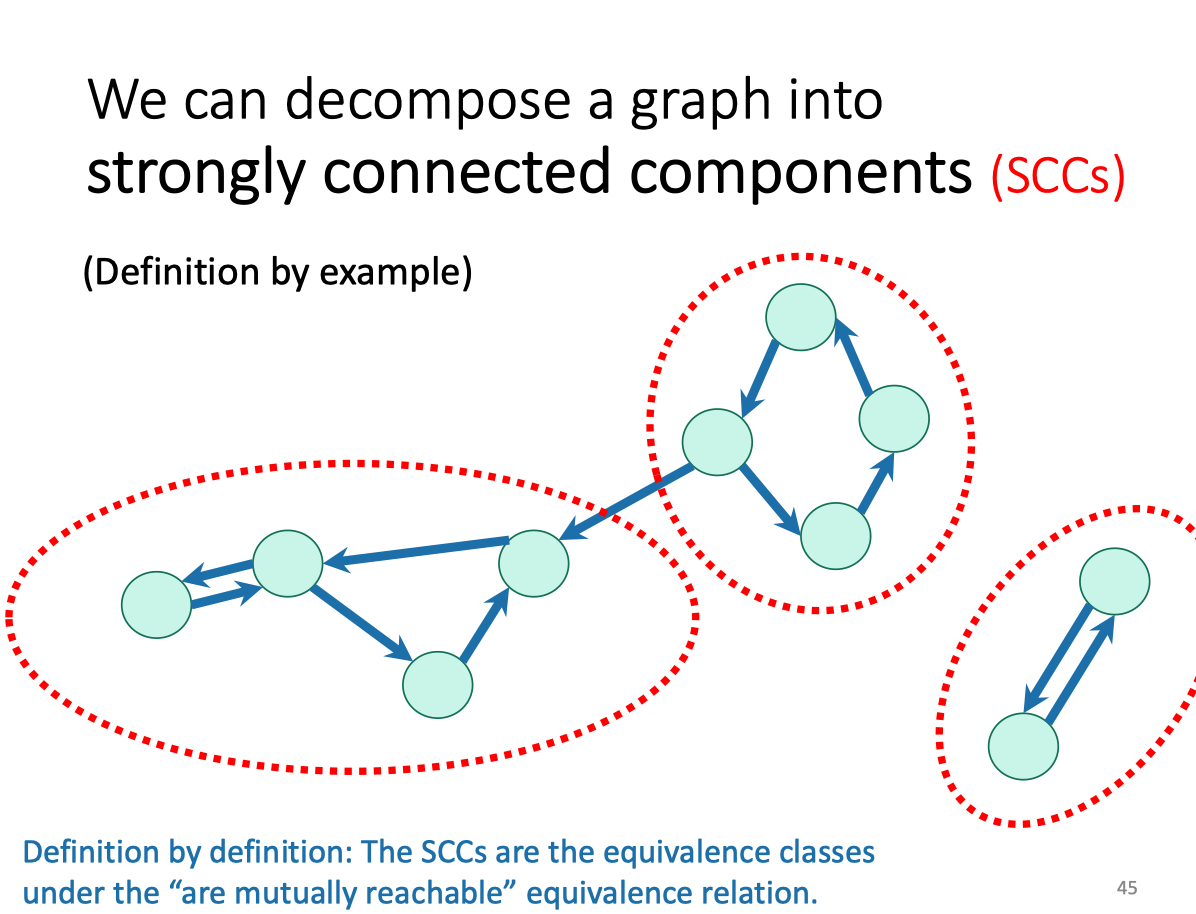 We can decompose a graph into
strongly connected components (SCCs)
(Definition by example)
Definition by definition: The SCCs are the equivalence classes
under the “are mutually reachable” equivalence relation.
45